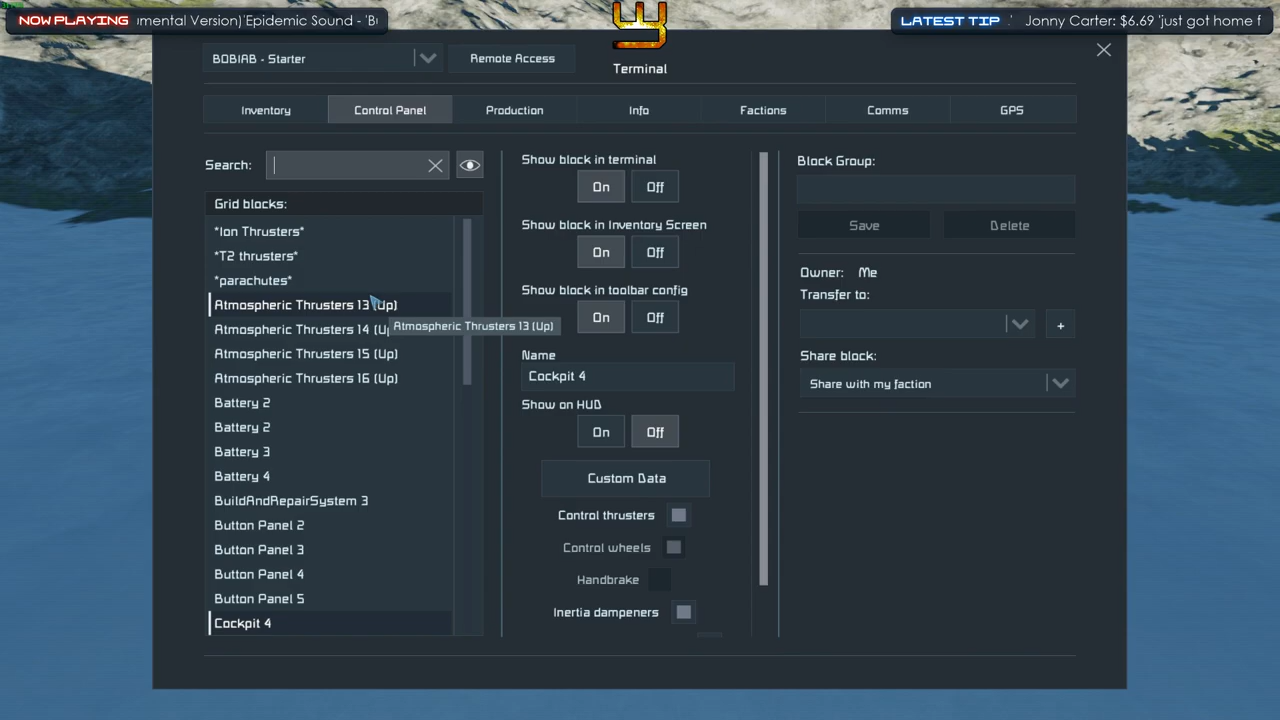 NOW PLAYING umental Version)'Epidemic Sound - 'Bu
LATEST TIP .' Jonny Carter: $6.69 'just got home f
BOBIAB - Starter
Remote Access
Terminal
Inventory
Control Panel
Production
Info
Factions
Comms
GPS
Search:
Grid blocks:
*Ion Thrusters*
*T2 thrusters*
*parachutes*
Atmospheric Thrusters 13 (Up)
Atmospheric Thrusters 14 (Up)
Atmospheric Thrusters 13 (Up)
Atmospheric Thrusters 15 (Up)
Atmospheric Thrusters 16 (Up)
Battery 2
Battery 2
Battery 3
Battery 4
BuildAndRepairSystem 3
Button Panel 2
Button Panel 3
Button Panel 4
Button Panel 5
Cockpit 4
Show block in terminal
On Off
Show block in Inventory Screen
On Off
Show block in toolbar config
On Off
Name
Cockpit 4
Show on HUD
On Off
Custom Data
Control thrusters
Control wheels
Handbrake
Inertia dampeners
Block Group:
Save
Delete
Owner: Me
Transfer to:
+
Share block:
Share with my faction